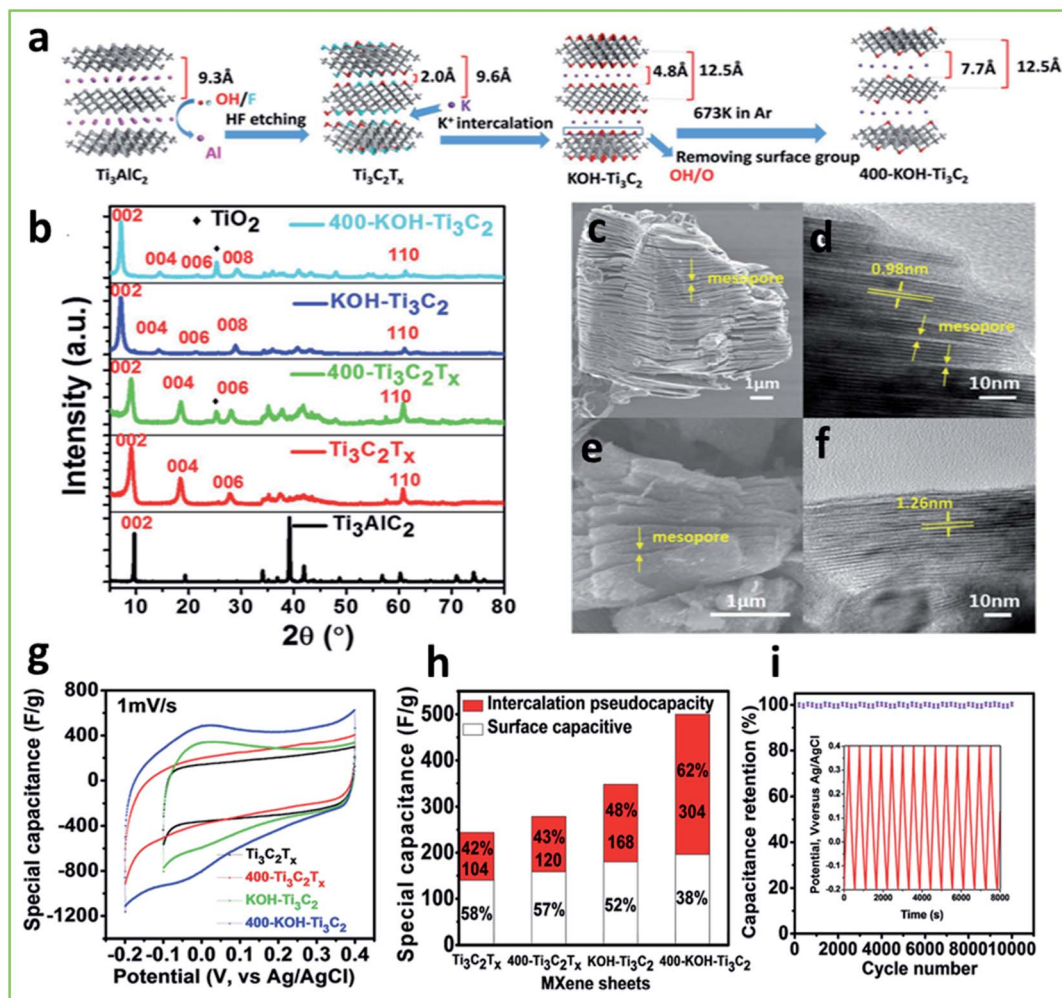 a
9.3Å
OH/F
HF etching
Al
Ti₃AlC₂
2.0Å
9.6Å
K
K⁺ intercalation
Ti₃C₂Tₓ
4.8Å
12.5Å
673K in Ar
Removing surface group
OH/O
KOH-Ti₃C₂
7.7Å
12.5Å
400-KOH-Ti₃C₂
b
Intensity (a.u.)
002
♦ TiO₂
400-KOH-Ti₃C₂
004
006
♦
008
110
002
KOH-Ti₃C₂
004
006
008
110
002
400-Ti₃C₂Tₓ
004
006
♦
110
002
Ti₃C₂Tₓ
004
006
110
002
Ti₃AlC₂
10 20 30 40 50 60 70 80
2θ (°)
c
mesopore
1μm
d
0.98nm
mesopore
10nm
e
mesopore
1μm
f
1.26nm
10nm
g
Special capacitance (F/g)
800
400
0
-400
-800
-1200
1mV/s
Ti₃C₂Tₓ
400-Ti₃C₂Tₓ
KOH-Ti₃C₂
400-KOH-Ti₃C₂
-0.2 -0.1 0.0 0.1 0.2 0.3 0.4
Potential (V, vs Ag/AgCl)
h
Special capacitance (F/g)
500
400
300
200
100
0
Intercalation pseudocapacity
Surface capacitive
42%
104
58%
43%
120
57%
48%
168
52%
62%
304
38%
Ti₃C₂Tₓ 400-Ti₃C₂Tₓ KOH-Ti₃C₂ 400-KOH-Ti₃C₂
MXene sheets
i
Capacitance retention (%)
100
80
60
40
20
0
Potential, Vversus Ag/AgCl
0.4
0.3
0.2
0.1
0.0
-0.1
-0.2
0 2000 4000 6000 8000
Time (s)
0 2000 4000 6000 8000 10000
Cycle number